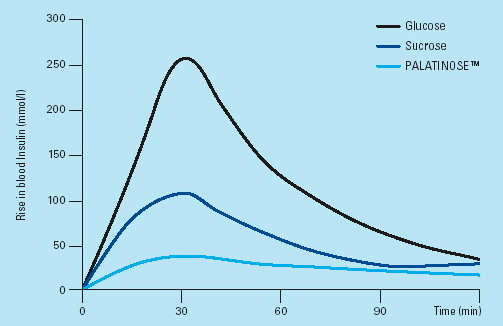 300
250
200
150
100
50
0
Rise in blood Insulin (mmol/l)
Glucose
Sucrose
PALATINOSE™
0 30 60 90 Time (min)